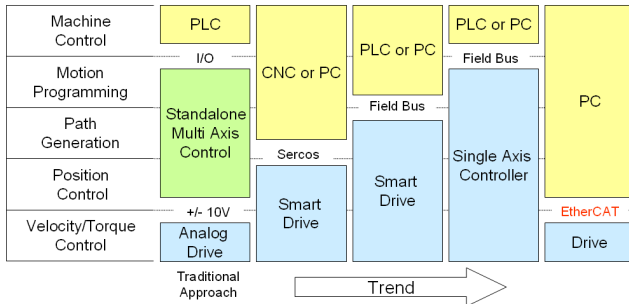 Machine
Control
Motion
Programming
Path
Generation
Position
Control
Velocity/Torque
Control
PLC
I/O
Standalone
Multi Axis
Control
+/- 10V
Analog
Drive
Traditional
Approach
CNC or PC
Sercos
Smart
Drive
PLC or PC
Field Bus
Smart
Drive
PLC or PC
Field Bus
Single Axis
Controller
PC
EtherCAT
Drive
Trend